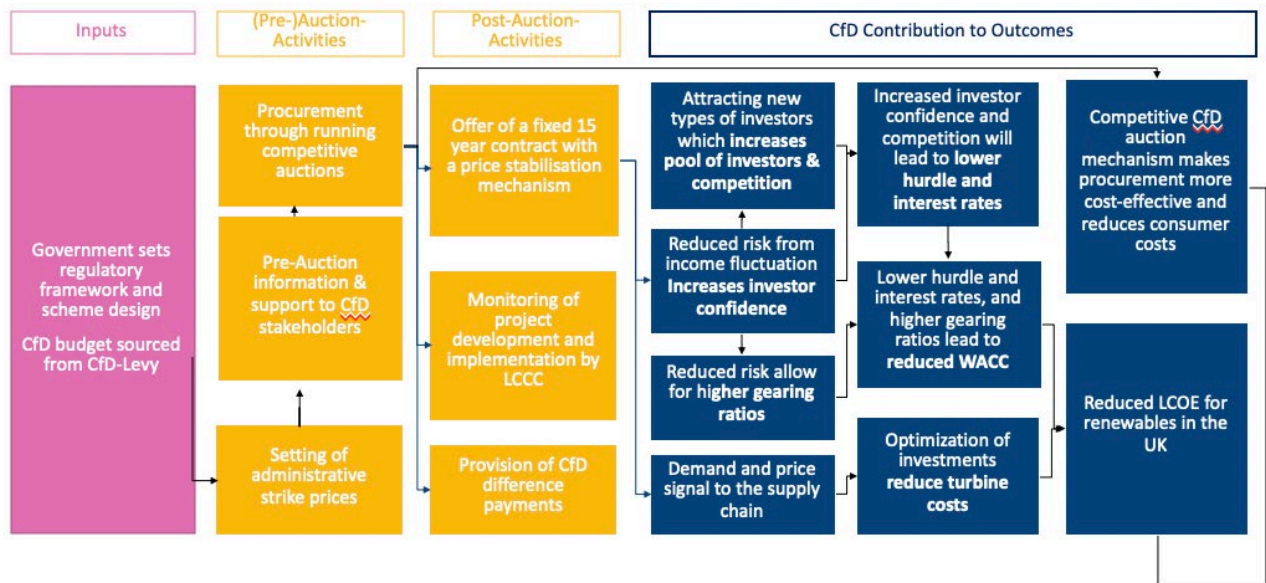 Inputs
(Pre-)Auction-
Activities
Post-Auction-
Activities
CfD Contribution to Outcomes
Government sets
regulatory
framework and
scheme design
CfD budget sourced
from CfD-Levy
Procurement
through running
competitive
auctions
Pre-Auction
information &
support to CfD
stakeholders
Setting of
administrative
strike prices
Offer of a fixed 15
year contract with
a price stabilisation
mechanism
Monitoring of
project
development and
implementation by
LCCC
Provision of CfD
difference
payments
Attracting new
types of investors
which increases
pool of investors &
competition
Reduced risk from
income fluctuation
Increases investor
confidence
Reduced risk allow
for higher gearing
ratios
Demand and price
signal to the supply
chain
Increased investor
confidence and
competition will
lead to lower
hurdle and
interest rates
Lower hurdle and
interest rates, and
higher gearing
ratios lead to
reduced WACC
Optimization of
investments
reduce turbine
costs
Competitive CfD
auction
mechanism makes
procurement more
cost-effective and
reduces consumer
costs
Reduced LCOE for
renewables in the
UK